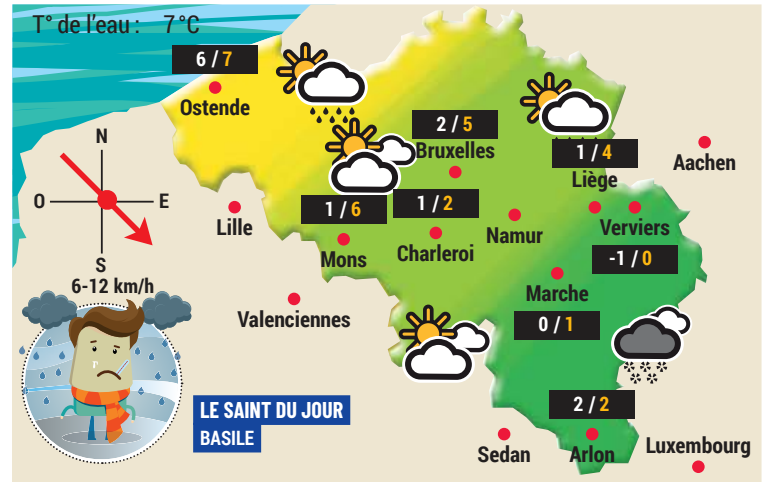 T° de l'eau : 7 °C
6 / 7
Ostende
2 / 5
Bruxelles
1 / 4
Liège
Aachen
N
O
E
S
6-12 km/h
Lille
1 / 6
Mons
1 / 2
Charleroi
Namur
Verviers
-1 / 0
Marche
0 / 1
Valenciennes
2 / 2
Arlon
Sedan
Luxembourg
LE SAINT DU JOUR
BASILE